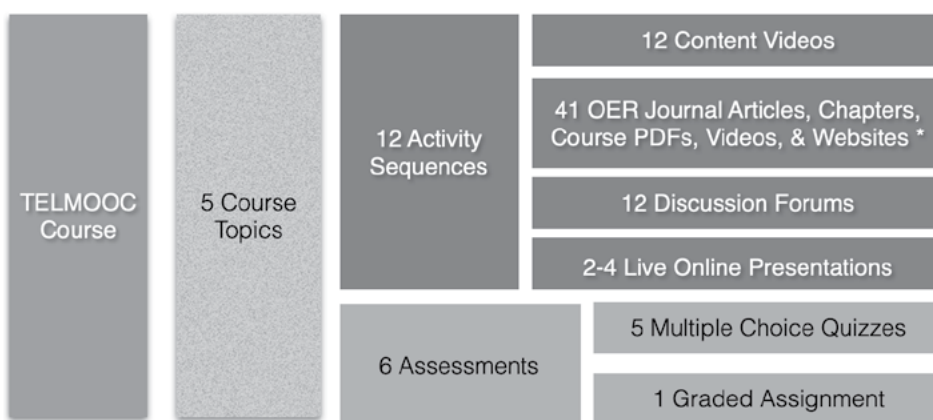 TELMOOC
Course
5 Course
Topics
12 Activity
Sequences
12 Content Videos
41 OER Journal Articles, Chapters,
Course PDFs, Videos, & Websites *
12 Discussion Forums
2-4 Live Online Presentations
6 Assessments
5 Multiple Choice Quizzes
1 Graded Assignment